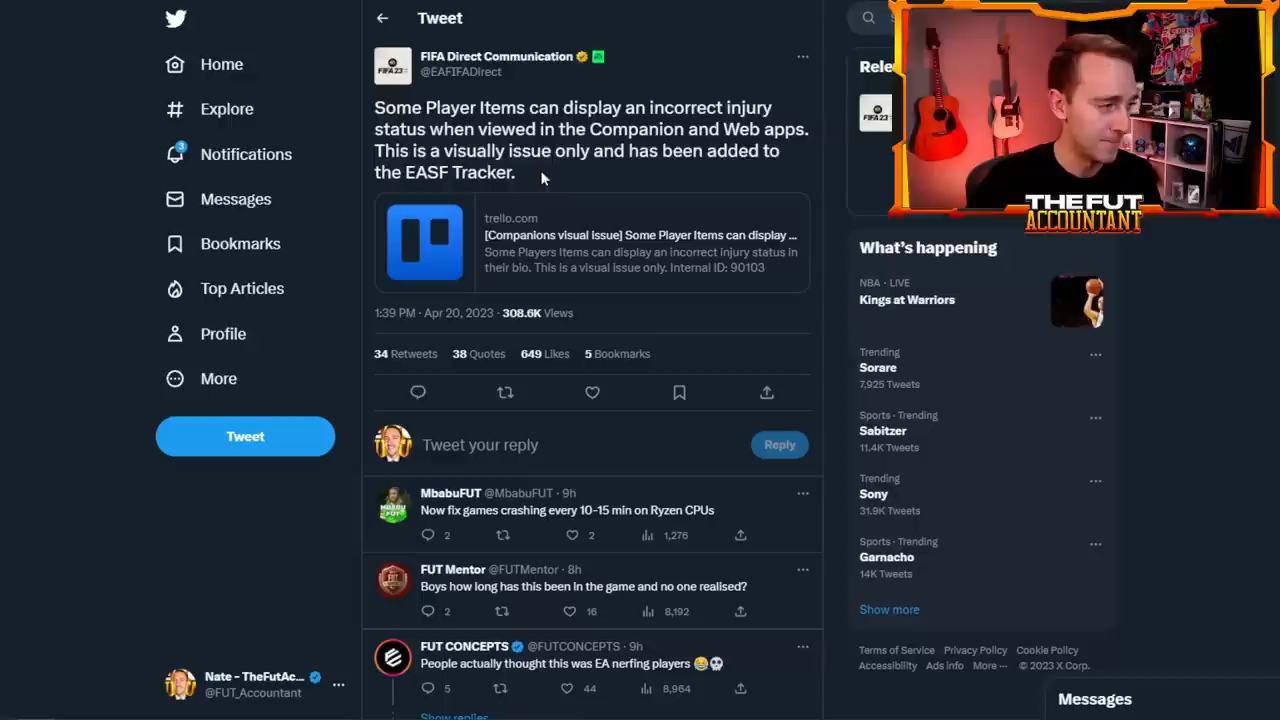 Home
Explore
3
Notifications
Messages
Bookmarks
Top Articles
Profile
More
Tweet
Nate - TheFutAc...
@FUT_Accountant
Tweet
FIFA 23
FIFA Direct Communication
@EAFIFADirect
Some Player Items can display an incorrect injury
status when viewed in the Companion and Web apps.
This is a visually issue only and has been added to
the EASF Tracker.
trello.com
[Companions visual issue] Some Player Items can display ...
Some Players Items can display an incorrect injury status in
their bio. This is a visual issue only. Internal ID: 90103
1:39 PM · Apr 20, 2023 · 308.6K Views
34 Retweets 38 Quotes 649 Likes 5 Bookmarks
Tweet your reply
Reply
MbabuFUT @MbabuFUT · 9h
Now fix games crashing every 10-15 min on Ryzen CPUs
2 2 1,276
FUT Mentor @FUTMentor · 8h
Boys how long has this been in the game and no one realised?
2 16 8,192
FUT CONCEPTS @FUTCONCEPTS · 9h
People actually thought this was EA nerfing players 😂💀
5 44 8,964
Show replies
Rele
FIFA 23
THE FUT
ACCOUNTANT
What's happening
NBA · LIVE
Kings at Warriors
Trending
Sorare
7,925 Tweets
Sports · Trending
Sabitzer
11.4K Tweets
Trending
Sony
31.9K Tweets
Sports · Trending
Garnacho
14K Tweets
Show more
Terms of Service Privacy Policy Cookie Policy
Accessibility Ads info More ··· © 2023 X Corp.
Messages